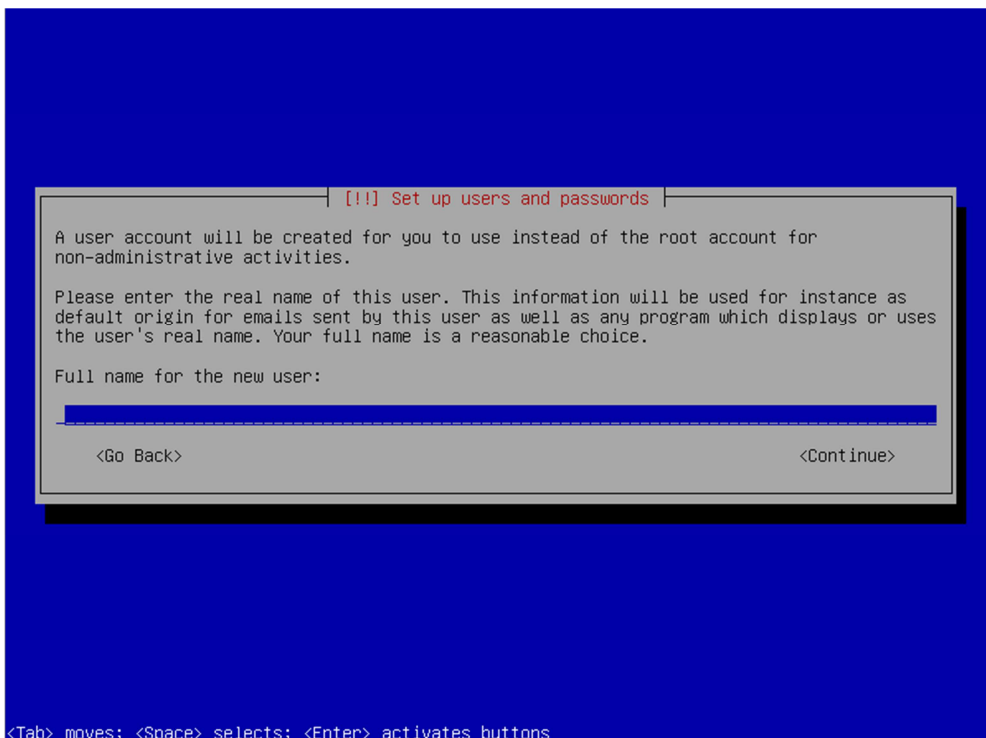 [!!] Set up users and passwords
A user account will be created for you to use instead of the root account for
non-administrative activities.
Please enter the real name of this user. This information will be used for instance as
default origin for emails sent by this user as well as any program which displays or uses
the user's real name. Your full name is a reasonable choice.
Full name for the new user:
<Go Back> <Continue>
<Tab> moves; <Space> selects; <Enter> activates buttons